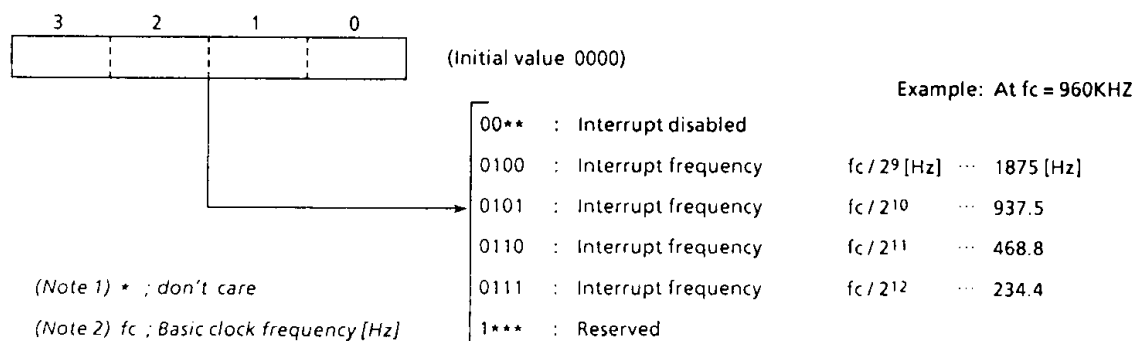 3 2 1 0
(Initial value 0000)
Example: At fc = 960KHZ
00** : Interrupt disabled
0100 : Interrupt frequency fc / 2⁹ [Hz] ··· 1875 [Hz]
0101 : Interrupt frequency fc / 2¹⁰ ··· 937.5
0110 : Interrupt frequency fc / 2¹¹ ··· 468.8
(Note 1) * ; don't care
0111 : Interrupt frequency fc / 2¹² ··· 234.4
(Note 2) fc ; Basic clock frequency [Hz]
1*** : Reserved